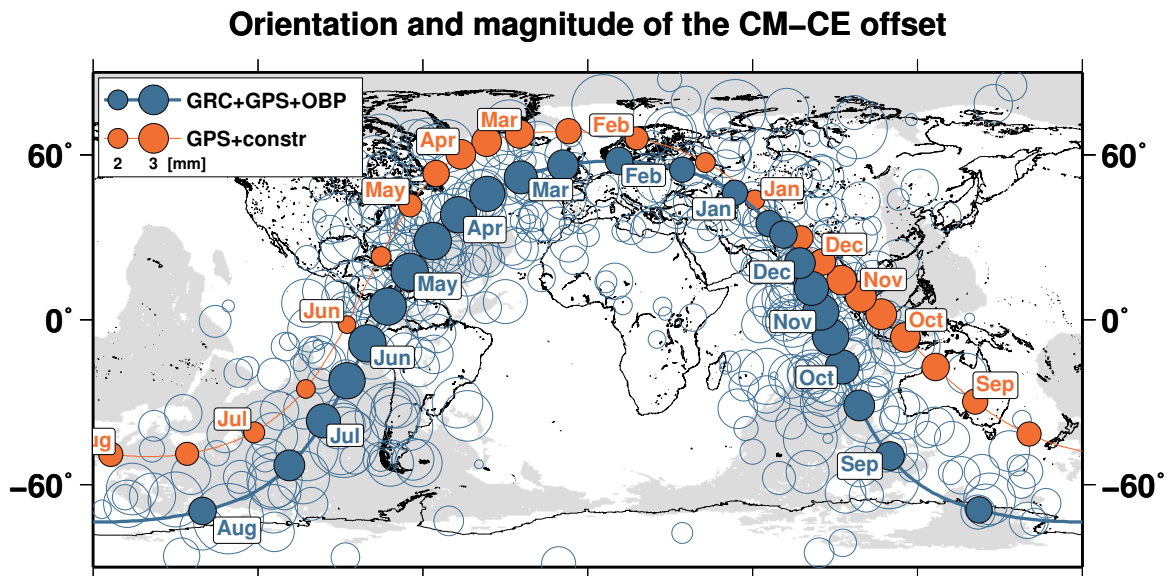 Orientation and magnitude of the CM−CE offset
GRC+GPS+OBP
GPS+constr
2 3 [mm]
60˚
0˚
−60˚
60˚
0˚
−60˚
Mar
Feb
Apr
May
Jan
Feb
Mar
Jan
Apr
Dec
Dec
May
Nov
Jun
Oct
Nov
Jun
Oct
Sep
Jul
ug
Jul
Sep
Aug